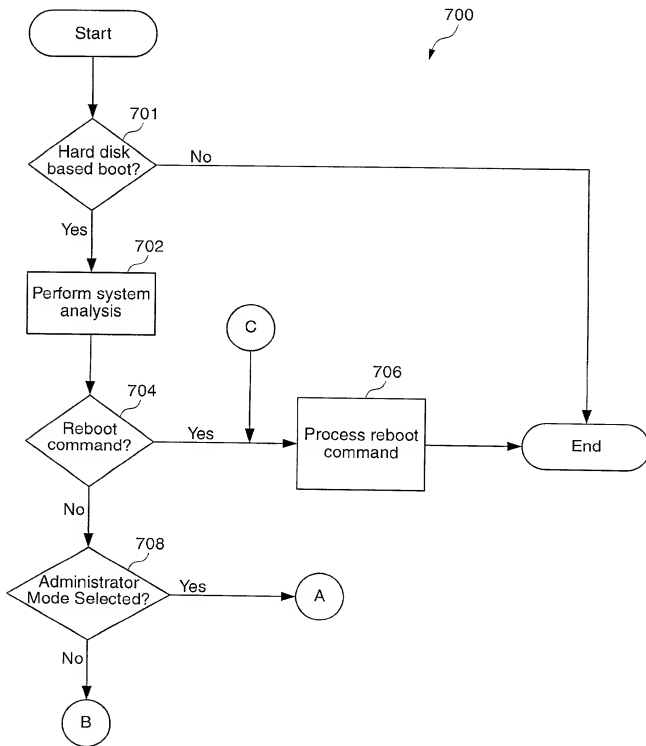 Start
700
701
Hard disk
based boot?
No
Yes
702
Perform system
analysis
C
704
Reboot
command?
Yes
706
Process reboot
command
End
No
708
Administrator
Mode Selected?
Yes
A
No
B